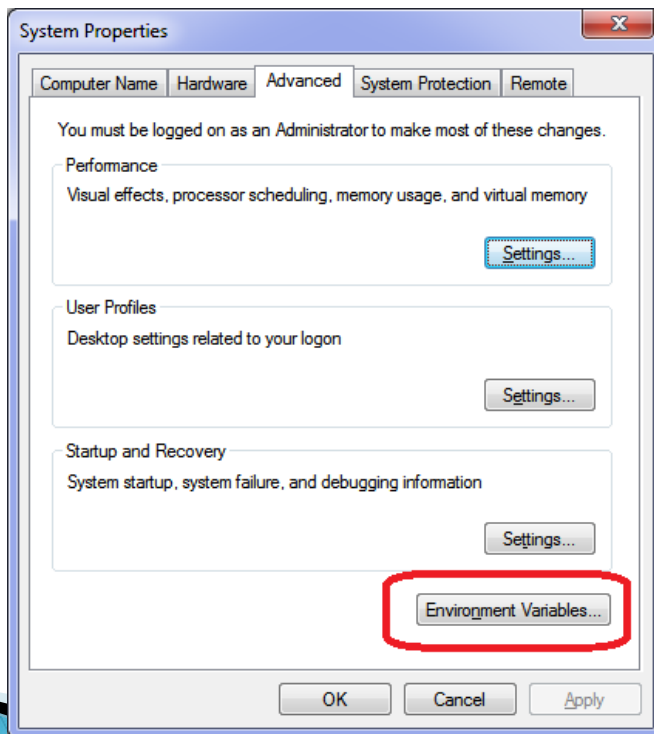 System Properties
Computer Name Hardware Advanced System Protection Remote
You must be logged on as an Administrator to make most of these changes.
Performance
Visual effects, processor scheduling, memory usage, and virtual memory
Settings...
User Profiles
Desktop settings related to your logon
Settings...
Startup and Recovery
System startup, system failure, and debugging information
Settings...
Environment Variables...
OK Cancel Apply